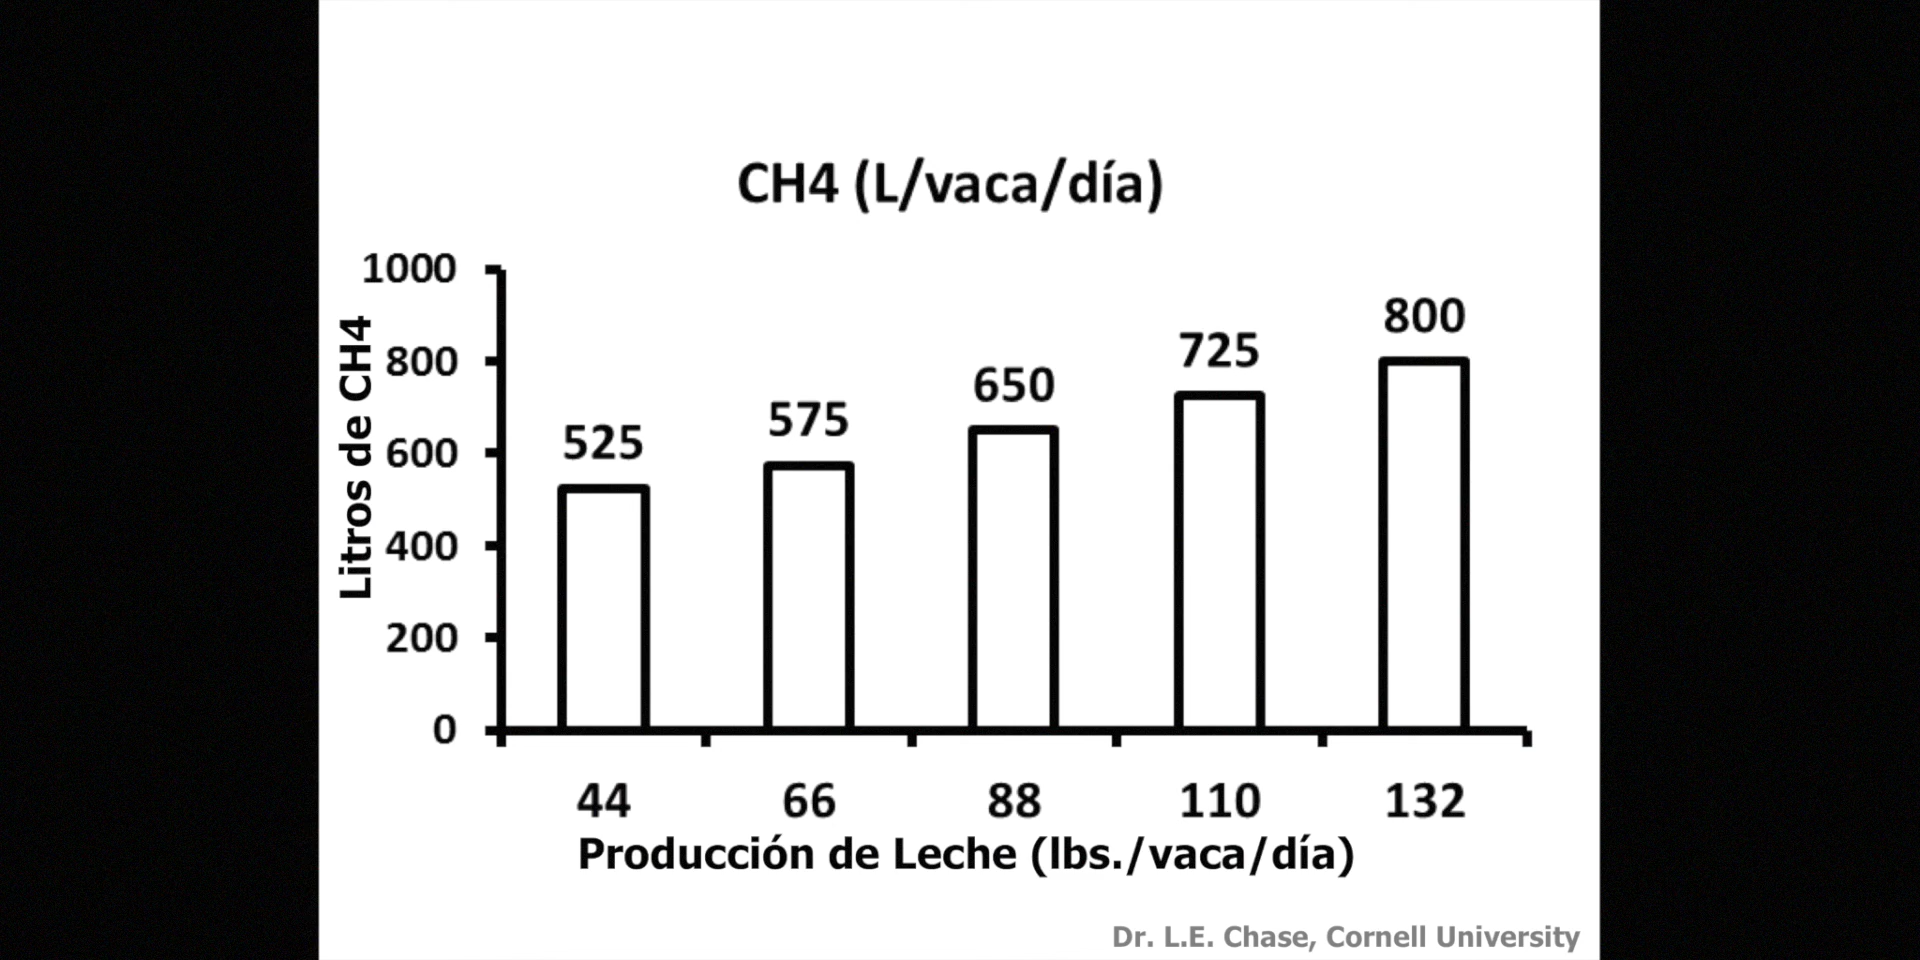 CH4 (L/vaca/día)
Litros de CH4
1000
800
600
400
200
0
525
575
650
725
800
44 66 88 110 132
Producción de Leche (lbs./vaca/día)
Dr. L.E. Chase, Cornell University